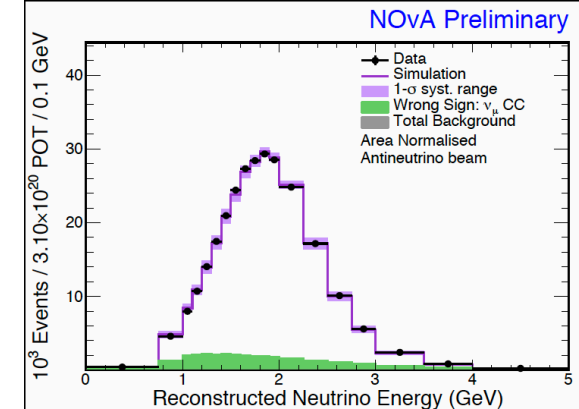 NOvA Preliminary
10³ Events / 3.10×10²⁰ POT / 0.1 GeV
40
30
20
10
Data
Simulation
1-σ syst. range
Wrong Sign: νμ CC
Total Background
Area Normalised
Antineutrino beam
0 1 2 3 4 5
Reconstructed Neutrino Energy (GeV)